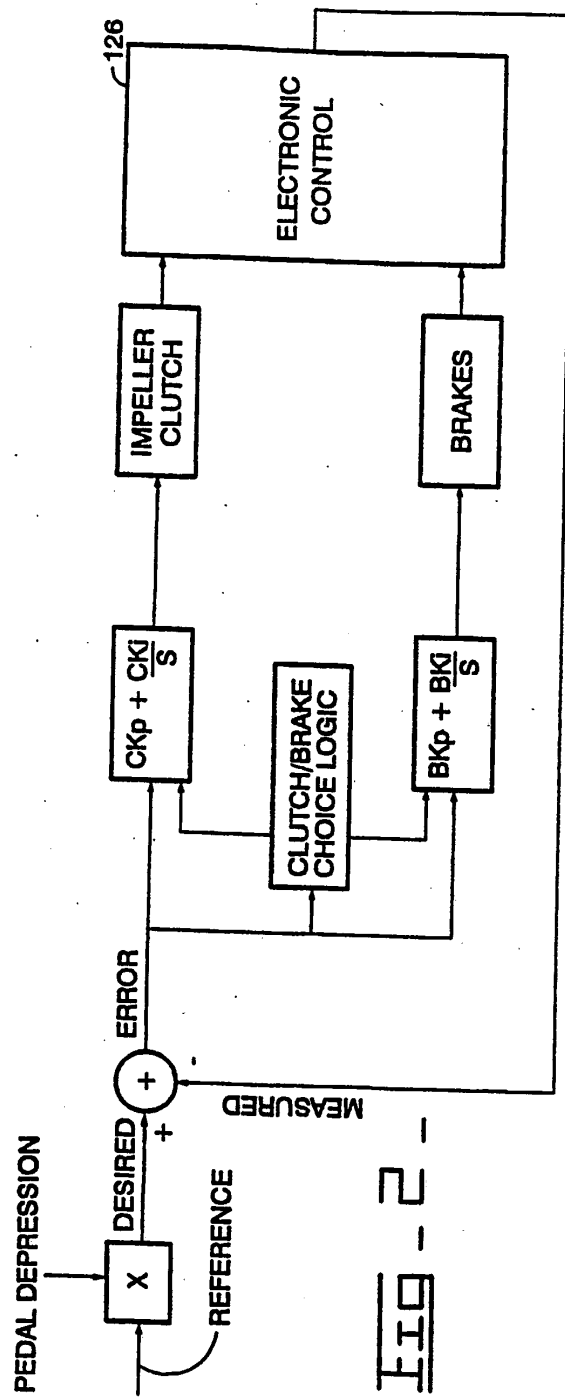 PEDAL DEPRESSION
X
REFERENCE
DESIRED
+
+
-
ERROR
MEASURED
CKp + CKi
S
CLUTCH/BRAKE
CHOICE LOGIC
BKp + BKi
S
IMPELLER
CLUTCH
BRAKES
126
ELECTRONIC
CONTROL
FIG-2-